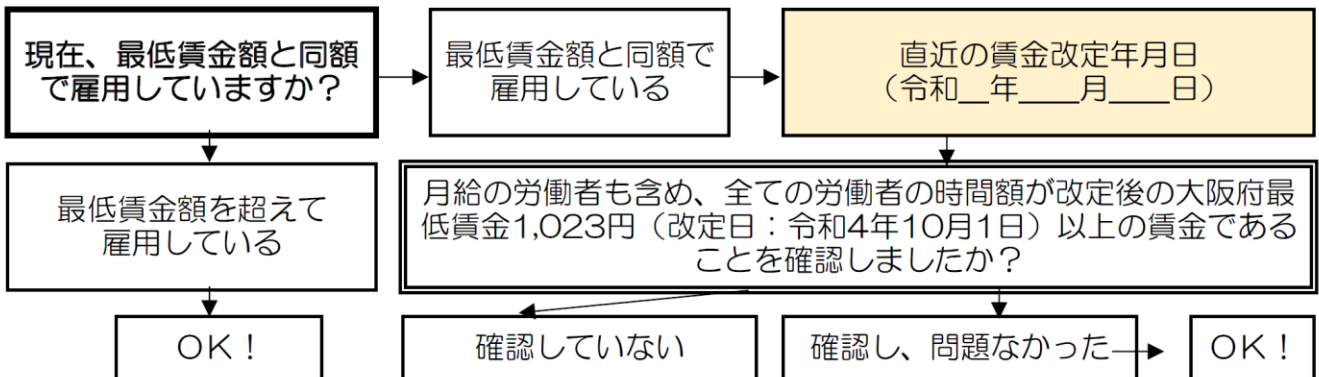 現在、最低賃金額と同額
で雇用していますか？
最低賃金額と同額で
雇用している
直近の賃金改定年月日
（令和__年____月____日）
最低賃金額を超えて
雇用している
月給の労働者も含め、全ての労働者の時間額が改定後の大阪府最
低賃金1,023円（改定日：令和4年10月1日）以上の賃金である
ことを確認しましたか？
OK！
確認していない
確認し、問題なかった
OK！